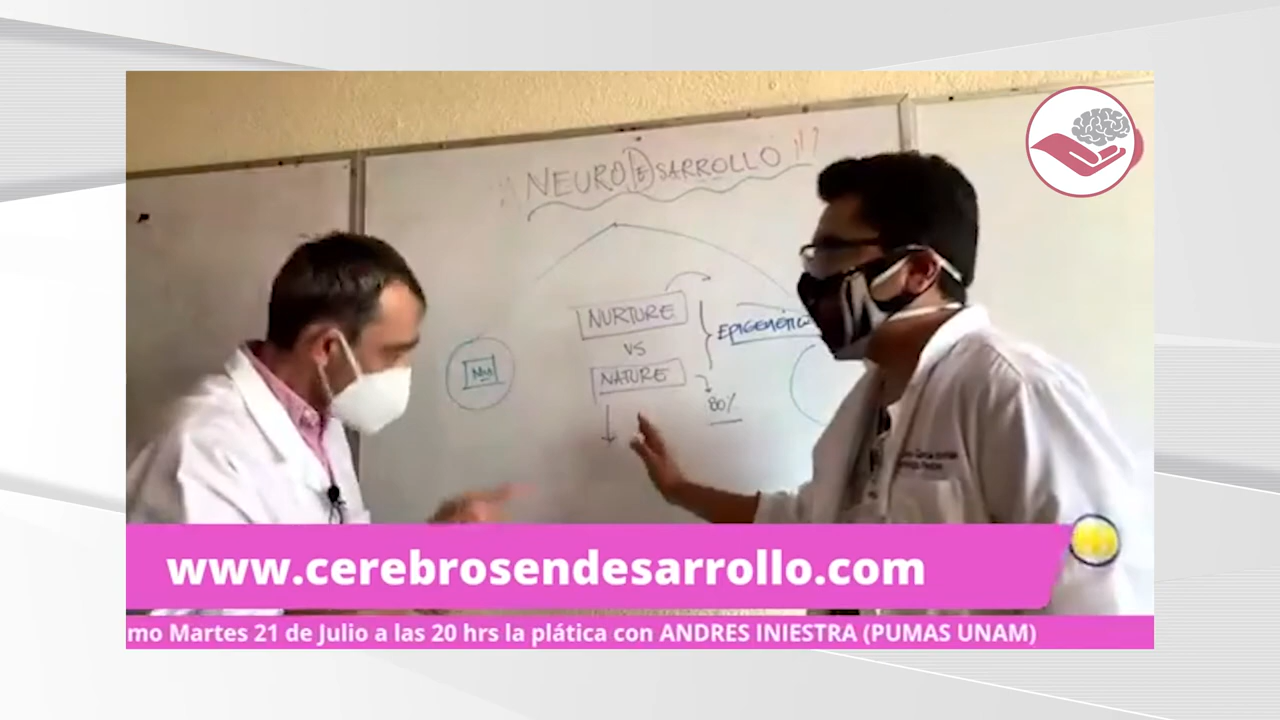 NEURODESARROLLO !!!
NURTURE
VS
NATURE
EPIGENÉTIC
80%
www.cerebrosendesarrollo.com
mo Martes 21 de Julio a las 20 hrs la plática con ANDRES INIESTRA (PUMAS UNAM)